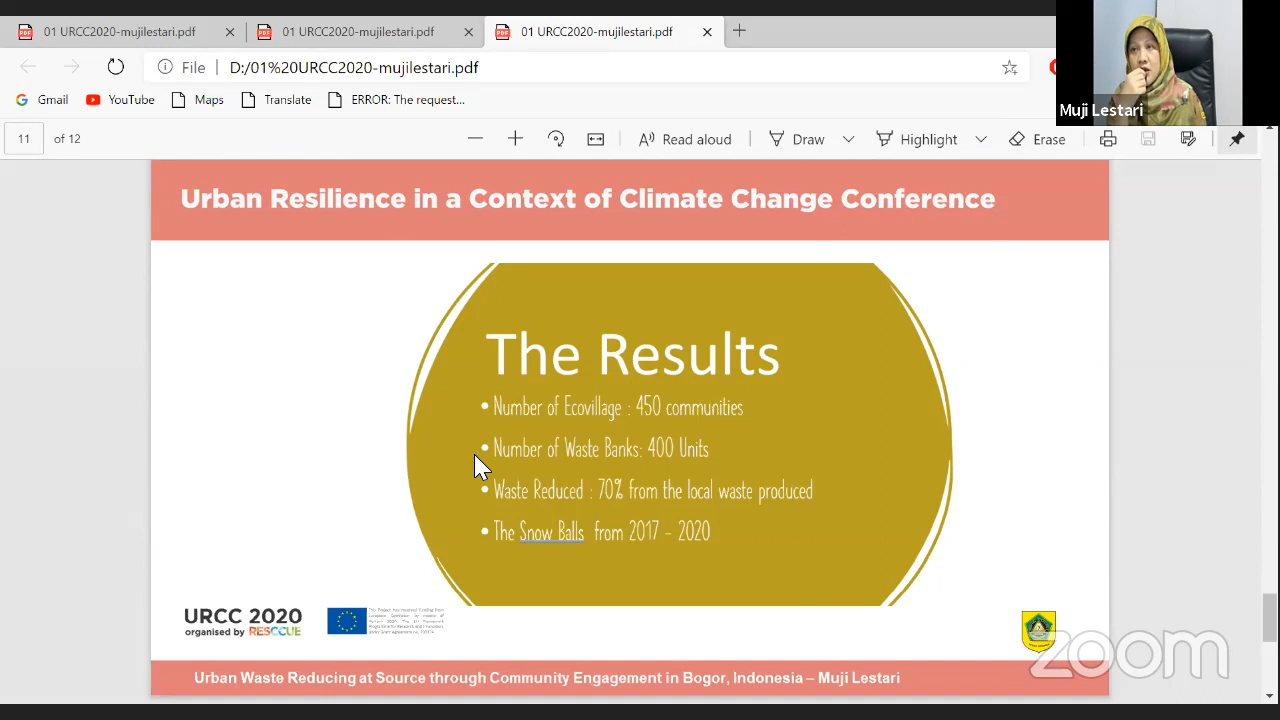 01 URCC2020-mujilestari.pdf
01 URCC2020-mujilestari.pdf
01 URCC2020-mujilestari.pdf
File
D:/01%20URCC2020-mujilestari.pdf
Gmail
YouTube
Maps
Translate
ERROR: The request...
Muji Lestari
11 of 12
Read aloud
Draw
Highlight
Erase
Urban Resilience in a Context of Climate Change Conference
The Results
• Number of Ecovillage : 450 communities
• Number of Waste Banks: 400 Units
• Waste Reduced : 70% from the local waste produced
• The Snow Balls from 2017 - 2020
URCC 2020
organised by RESCCUE
zoom
Urban Waste Reducing at Source through Community Engagement in Bogor, Indonesia – Muji Lestari